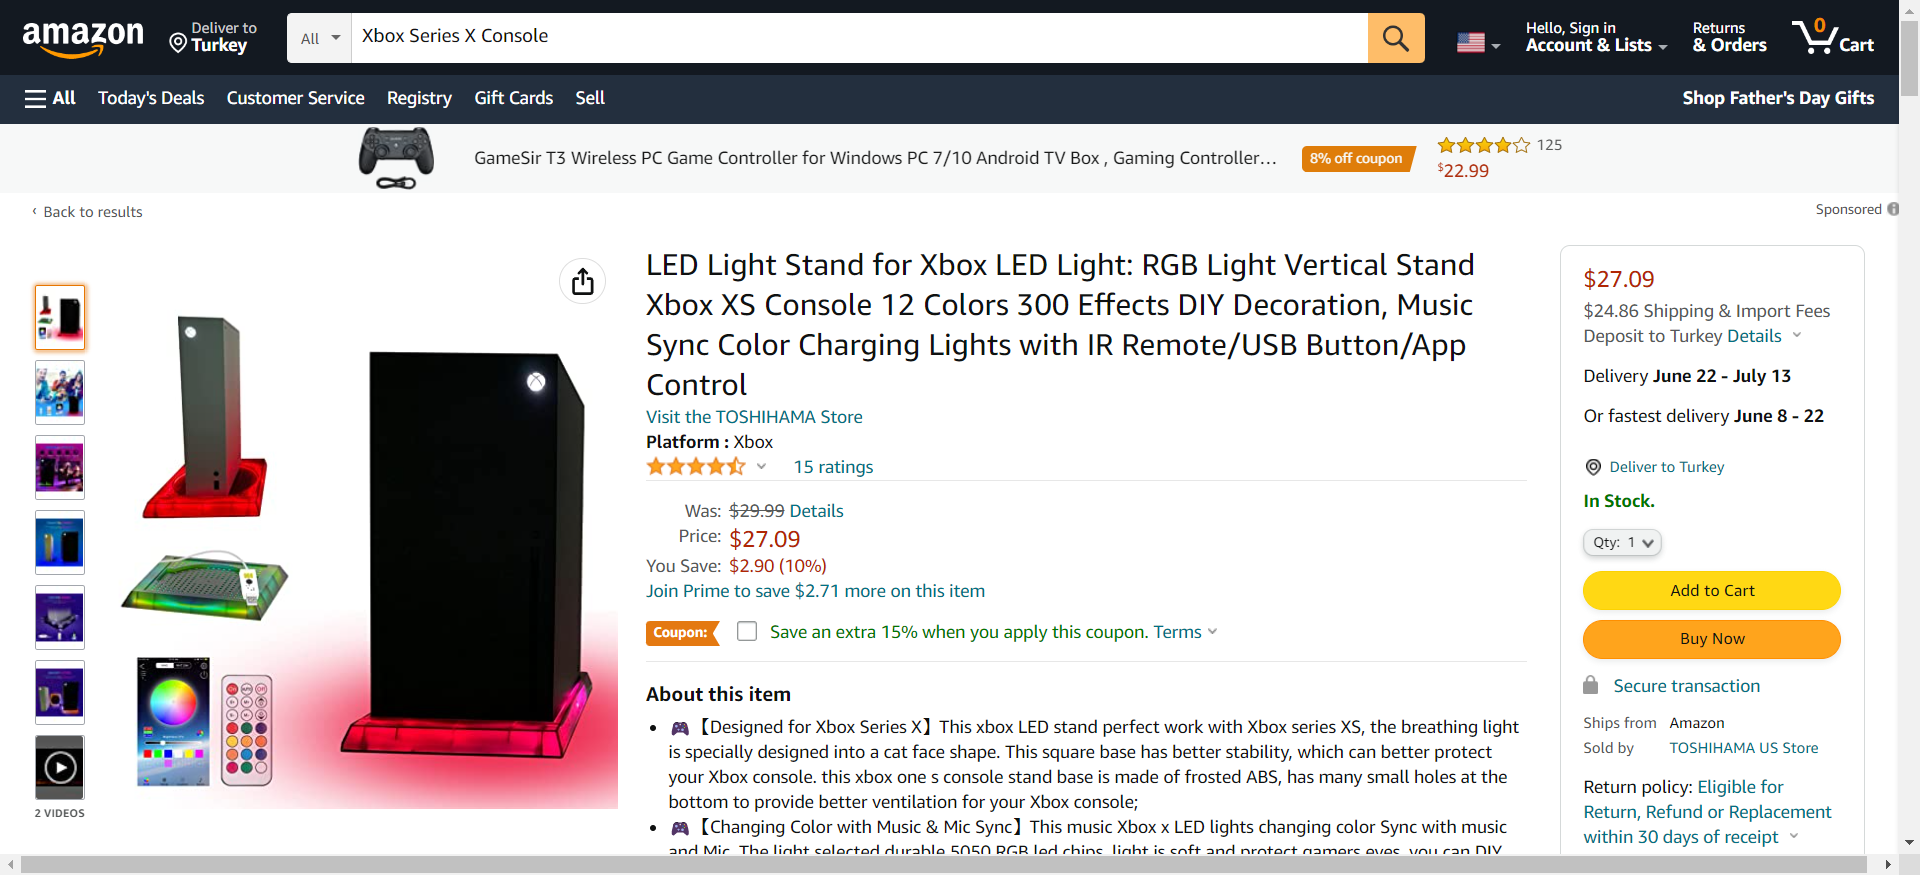 amazon
Deliver to
Turkey
All
Xbox Series X Console
Hello, Sign in
Account & Lists
Returns
& Orders
0
Cart
All
Today's Deals
Customer Service
Registry
Gift Cards
Sell
Shop Father's Day Gifts
GameSir T3 Wireless PC Game Controller for Windows PC 7/10 Android TV Box , Gaming Controller…
8% off coupon
125
$22.99
‹ Back to results
Sponsored
LED Light Stand for Xbox LED Light: RGB Light Vertical Stand
Xbox XS Console 12 Colors 300 Effects DIY Decoration, Music
Sync Color Charging Lights with IR Remote/USB Button/App
Control
Visit the TOSHIHAMA Store
Platform : Xbox
15 ratings
Was: $29.99 Details
Price: $27.09
You Save: $2.90 (10%)
Join Prime to save $2.71 more on this item
Coupon:
Save an extra 15% when you apply this coupon. Terms
About this item
• 🎮【Designed for Xbox Series X】This xbox LED stand perfect work with Xbox series XS, the breathing light
is specially designed into a cat face shape. This square base has better stability, which can better protect
your Xbox console. this xbox one s console stand base is made of frosted ABS, has many small holes at the
bottom to provide better ventilation for your Xbox console;
• 🎮【Changing Color with Music & Mic Sync】This music Xbox x LED lights changing color Sync with music
and Mic. The light selected durable 5050 RGB led chips, light is soft and protect gamers eyes, you can DIY
2 VIDEOS
$27.09
$24.86 Shipping & Import Fees
Deposit to Turkey Details
Delivery June 22 - July 13
Or fastest delivery June 8 - 22
Deliver to Turkey
In Stock.
Qty: 1
Add to Cart
Buy Now
Secure transaction
Ships from Amazon
Sold by TOSHIHAMA US Store
Return policy: Eligible for
Return, Refund or Replacement
within 30 days of receipt